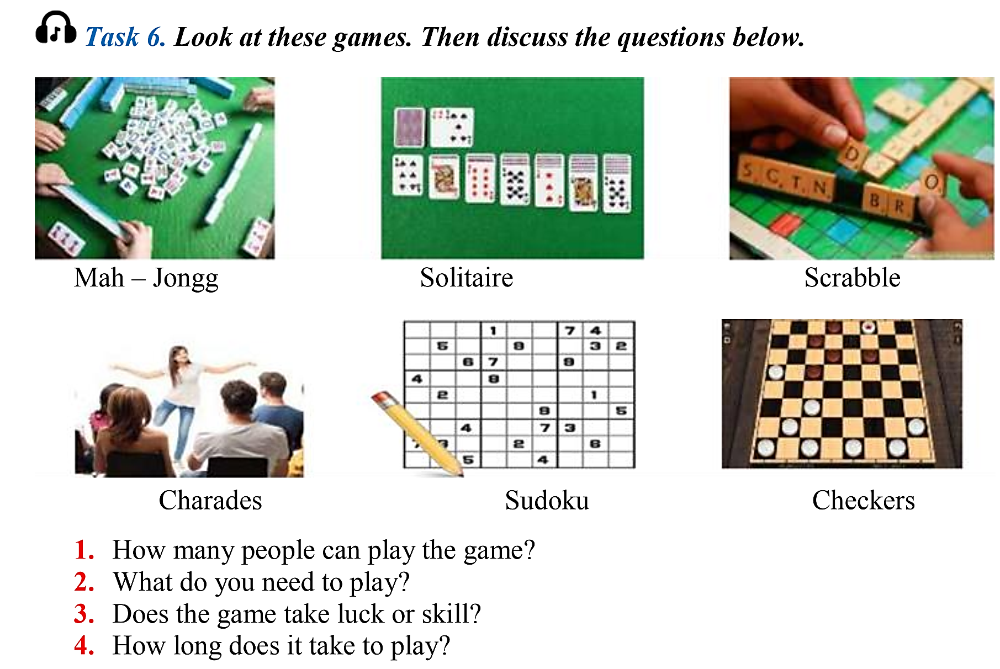 Task 6. Look at these games. Then discuss the questions below.
S C T N B R O D
Mah – Jongg
Solitaire
Scrabble
1 7 4
5 8 3 2
6 7 9
4 8
2 1
9 5
4 7 3
7 3 2 6
5 4
Charades
Sudoku
Checkers
1. How many people can play the game?
2. What do you need to play?
3. Does the game take luck or skill?
4. How long does it take to play?